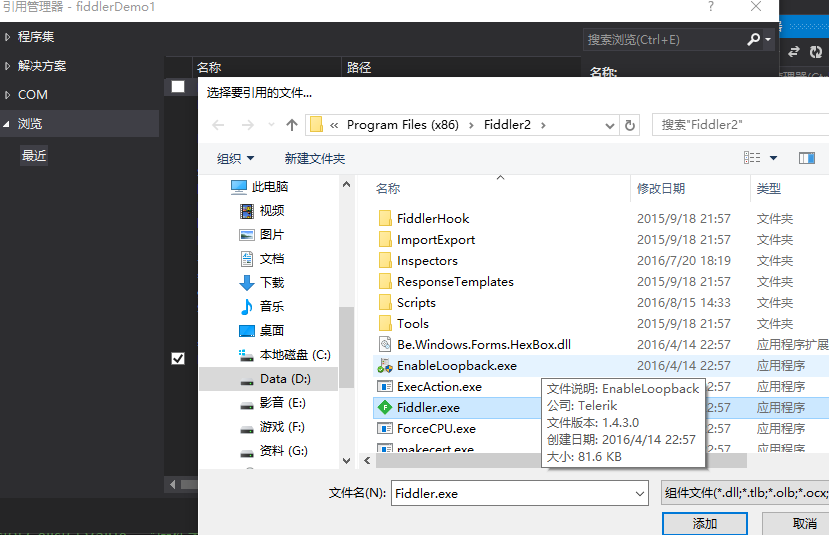 引用管理器 - fiddlerDemo1
?
程序集
解决方案
COM
浏览
最近
搜索浏览(Ctrl+E)
名称
路径
名称:
选择要引用的文件...
« Program Files (x86) › Fiddler2 ›
搜索"Fiddler2"
组织
新建文件夹
此电脑
视频
图片
文档
下载
音乐
桌面
本地磁盘 (C:)
Data (D:)
影音 (E:)
游戏 (F:)
资料 (G:)
名称 修改日期 类型
FiddlerHook 2015/9/18 21:57 文件夹
ImportExport 2015/9/18 21:57 文件夹
Inspectors 2016/7/20 18:19 文件夹
ResponseTemplates 2015/9/18 21:57 文件夹
Scripts 2016/8/15 14:33 文件夹
Tools 2015/9/18 21:57 文件夹
Be.Windows.Forms.HexBox.dll 2016/4/14 22:57 应用程序扩展
EnableLoopback.exe 2016/4/14 22:57 应用程序
ExecAction.exe 22:57 应用程序
Fiddler.exe 22:57 应用程序
ForceCPU.exe 22:57 应用程序
makecert.exe 22:57 应用程序
文件说明: EnableLoopback
公司: Telerik
文件版本: 1.4.3.0
创建日期: 2016/4/14 22:57
大小: 81.6 KB
文件名(N):
Fiddler.exe
组件文件(*.dll;*.tlb;*.olb;*.ocx;
添加
取消